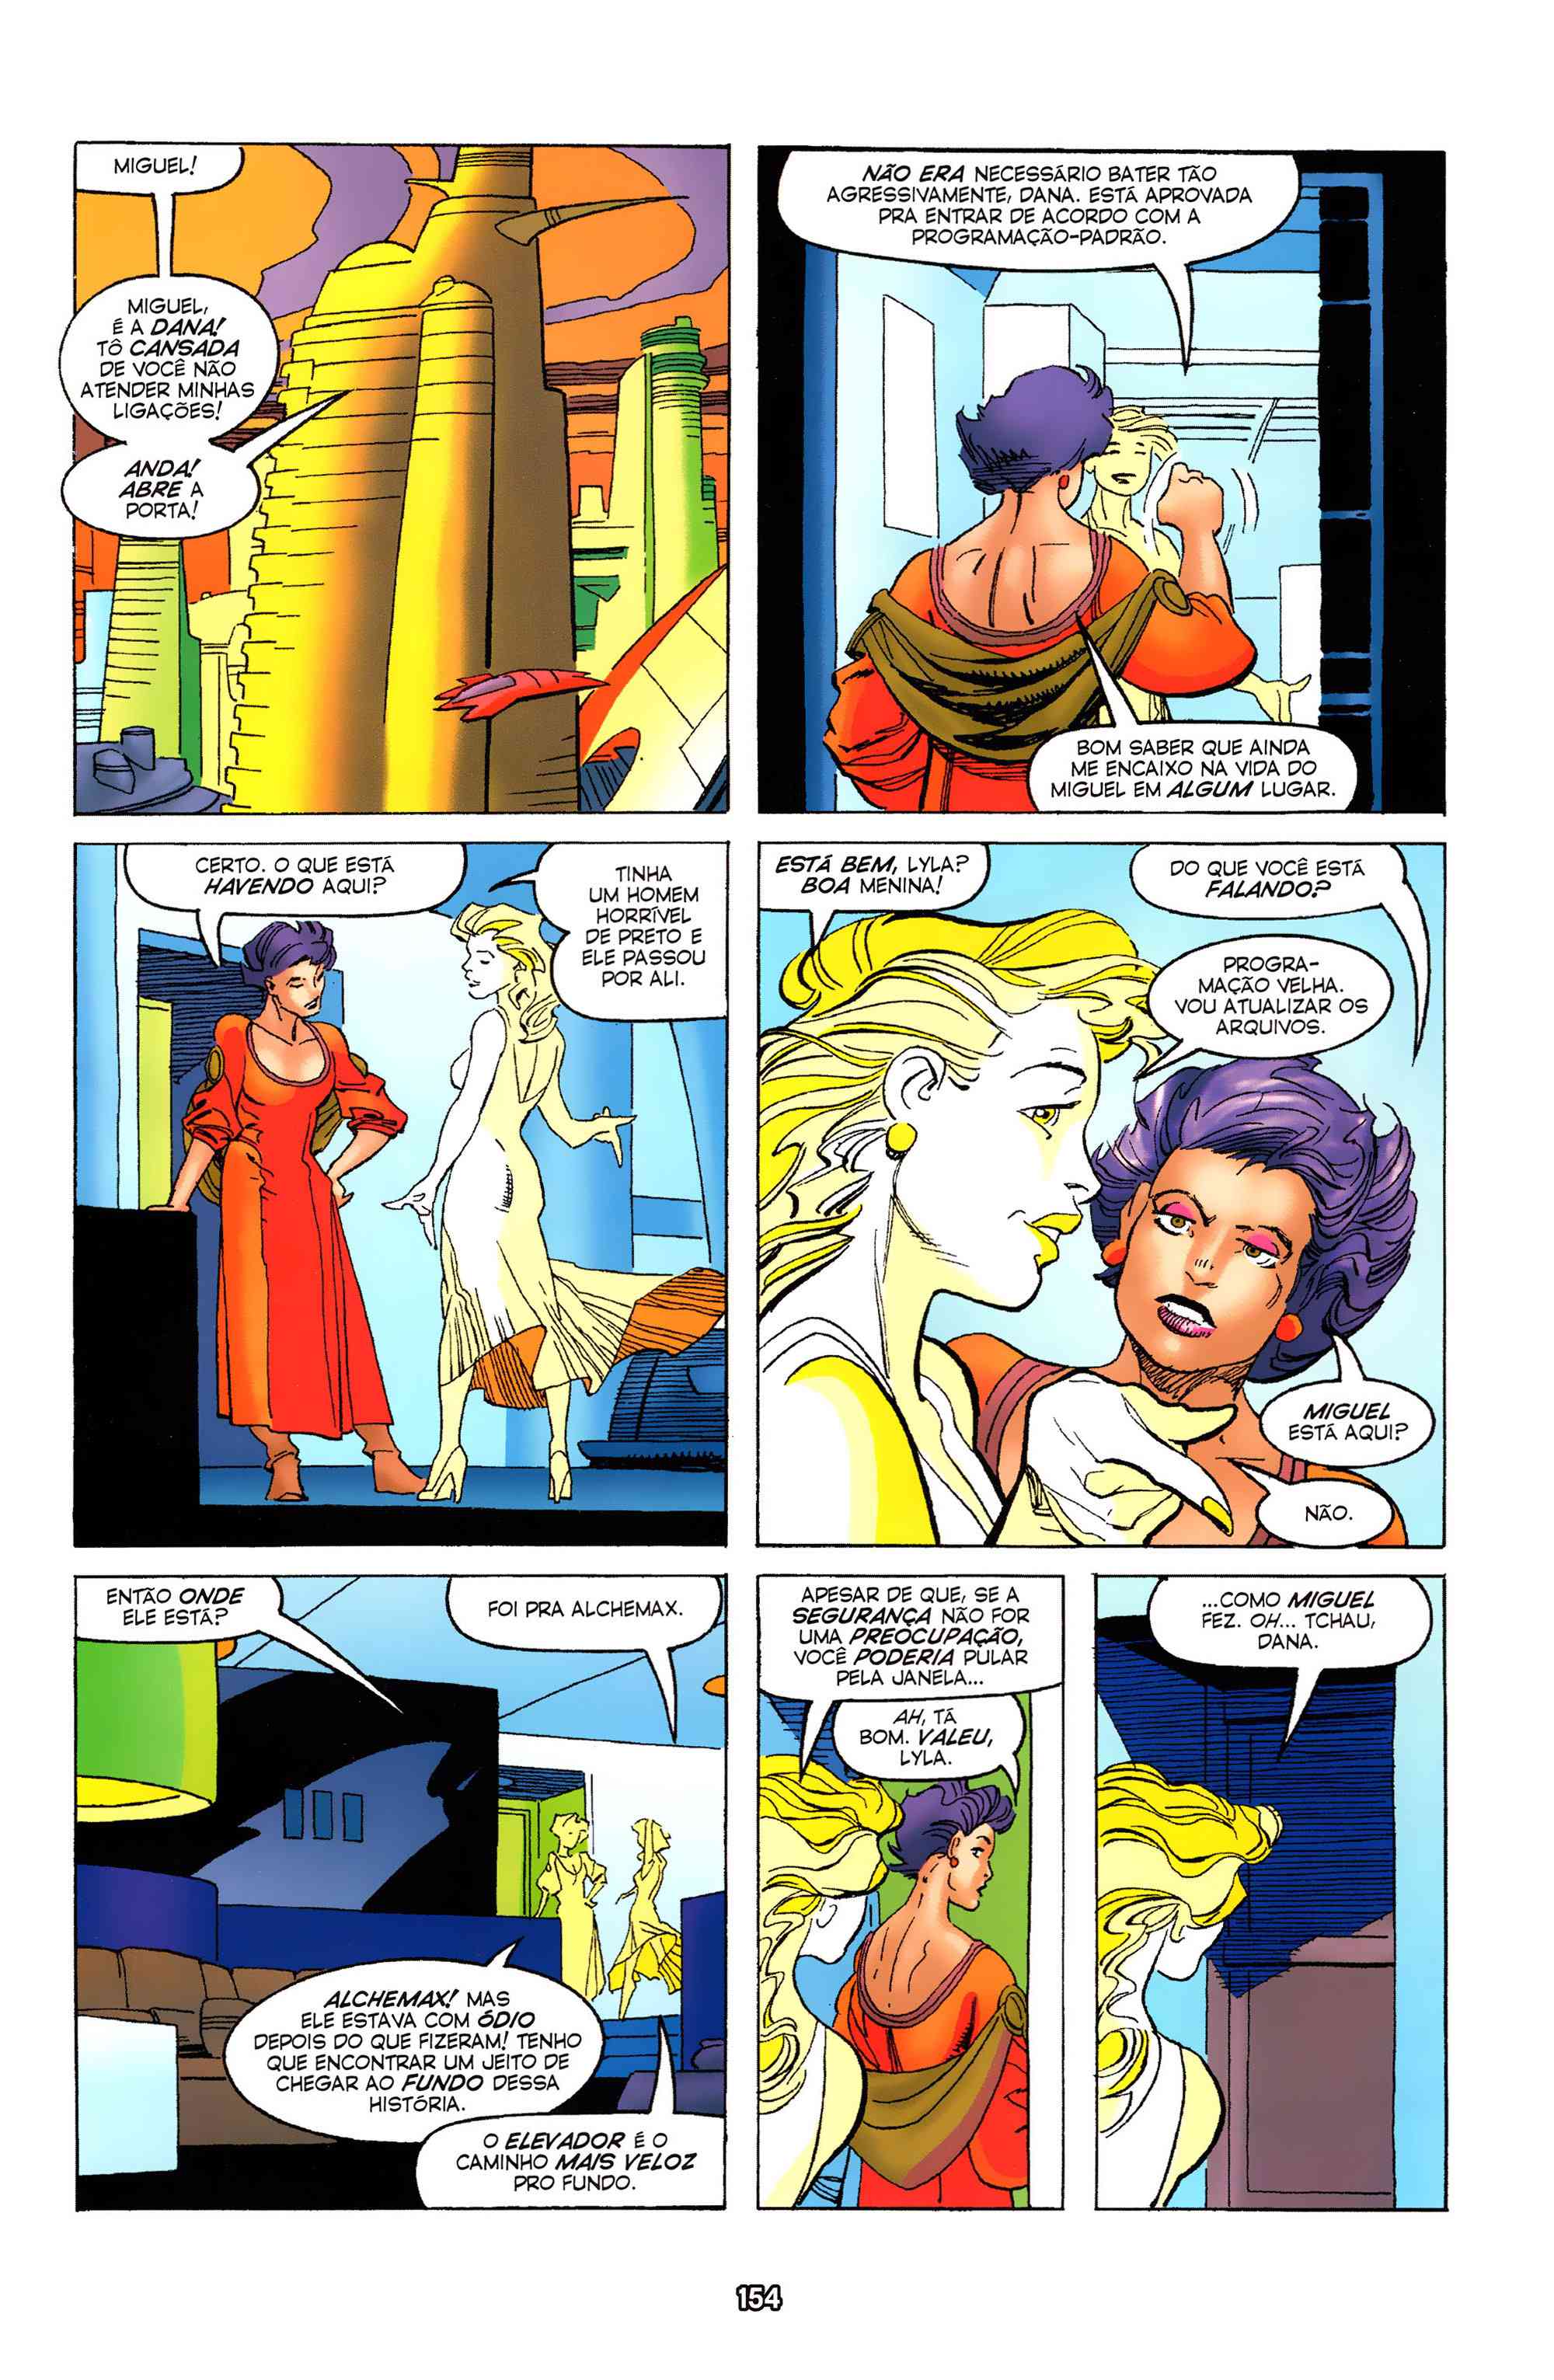 MIGUEL!
MIGUEL,
É A DANA!
TÔ CANSADA
DE VOCÊ NÃO
ATENDER MINHAS
LIGAÇÕES!
ANDA!
ABRE A
PORTA!
NÃO ERA NECESSÁRIO BATER TÃO
AGRESSIVAMENTE, DANA. ESTÁ APROVADA
PRA ENTRAR DE ACORDO COM A
PROGRAMAÇÃO-PADRÃO.
BOM SABER QUE AINDA
ME ENCAIXO NA VIDA DO
MIGUEL EM ALGUM LUGAR.
CERTO. O QUE ESTÁ
HAVENDO AQUI?
TINHA
UM HOMEM
HORRÍVEL
DE PRETO E
ELE PASSOU
POR ALI.
ESTÁ BEM, LYLA?
BOA MENINA!
DO QUE VOCÊ ESTÁ
FALANDO?
PROGRA-
MAÇÃO VELHA.
VOU ATUALIZAR OS
ARQUIVOS.
MIGUEL
ESTÁ AQUI?
NÃO.
ENTÃO ONDE
ELE ESTÁ?
FOI PRA ALCHEMAX.
ALCHEMAX! MAS
ELE ESTAVA COM ÓDIO
DEPOIS DO QUE FIZERAM! TENHO
QUE ENCONTRAR UM JEITO DE
CHEGAR AO FUNDO DESSA
HISTÓRIA.
O ELEVADOR É O
CAMINHO MAIS VELOZ
PRO FUNDO.
APESAR DE QUE, SE A
SEGURANÇA NÃO FOR
UMA PREOCUPAÇÃO,
VOCÊ PODERIA PULAR
PELA JANELA...
AH, TÁ
BOM. VALEU,
LYLA.
...COMO MIGUEL
FEZ. OH... TCHAU,
DANA.
154